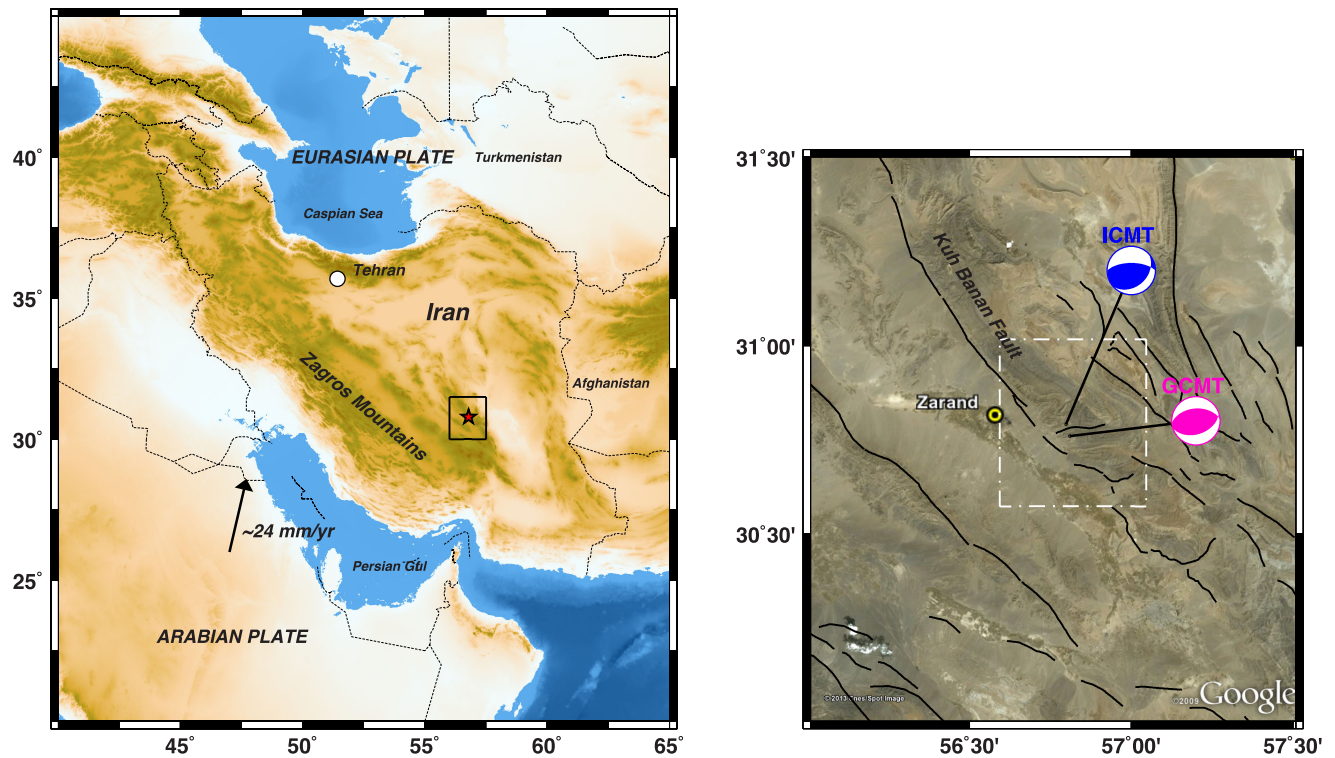 EURASIAN PLATE
Turkmenistan
Caspian Sea
Tehran
Iran
Zagros Mountains
Afghanistan
~24 mm/yr
Persian Gul
ARABIAN PLATE
40°
35°
30°
25°
45°
50°
55°
60°
65°
31°30'
31°00'
30°30'
56°30'
57°00'
57°30'
ICMT
Kuh Banan Fault
GCMT
Zarand
© 2013 Cnes/Spot Image
©2009 Google